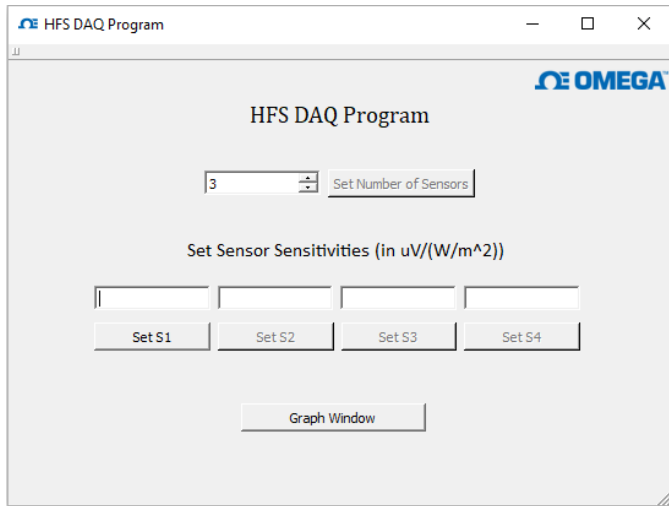 HFS DAQ Program
OMEGA™
HFS DAQ Program
3 Set Number of Sensors
Set Sensor Sensitivities (in uV/(W/m^2))
Set S1 Set S2 Set S3 Set S4
Graph Window